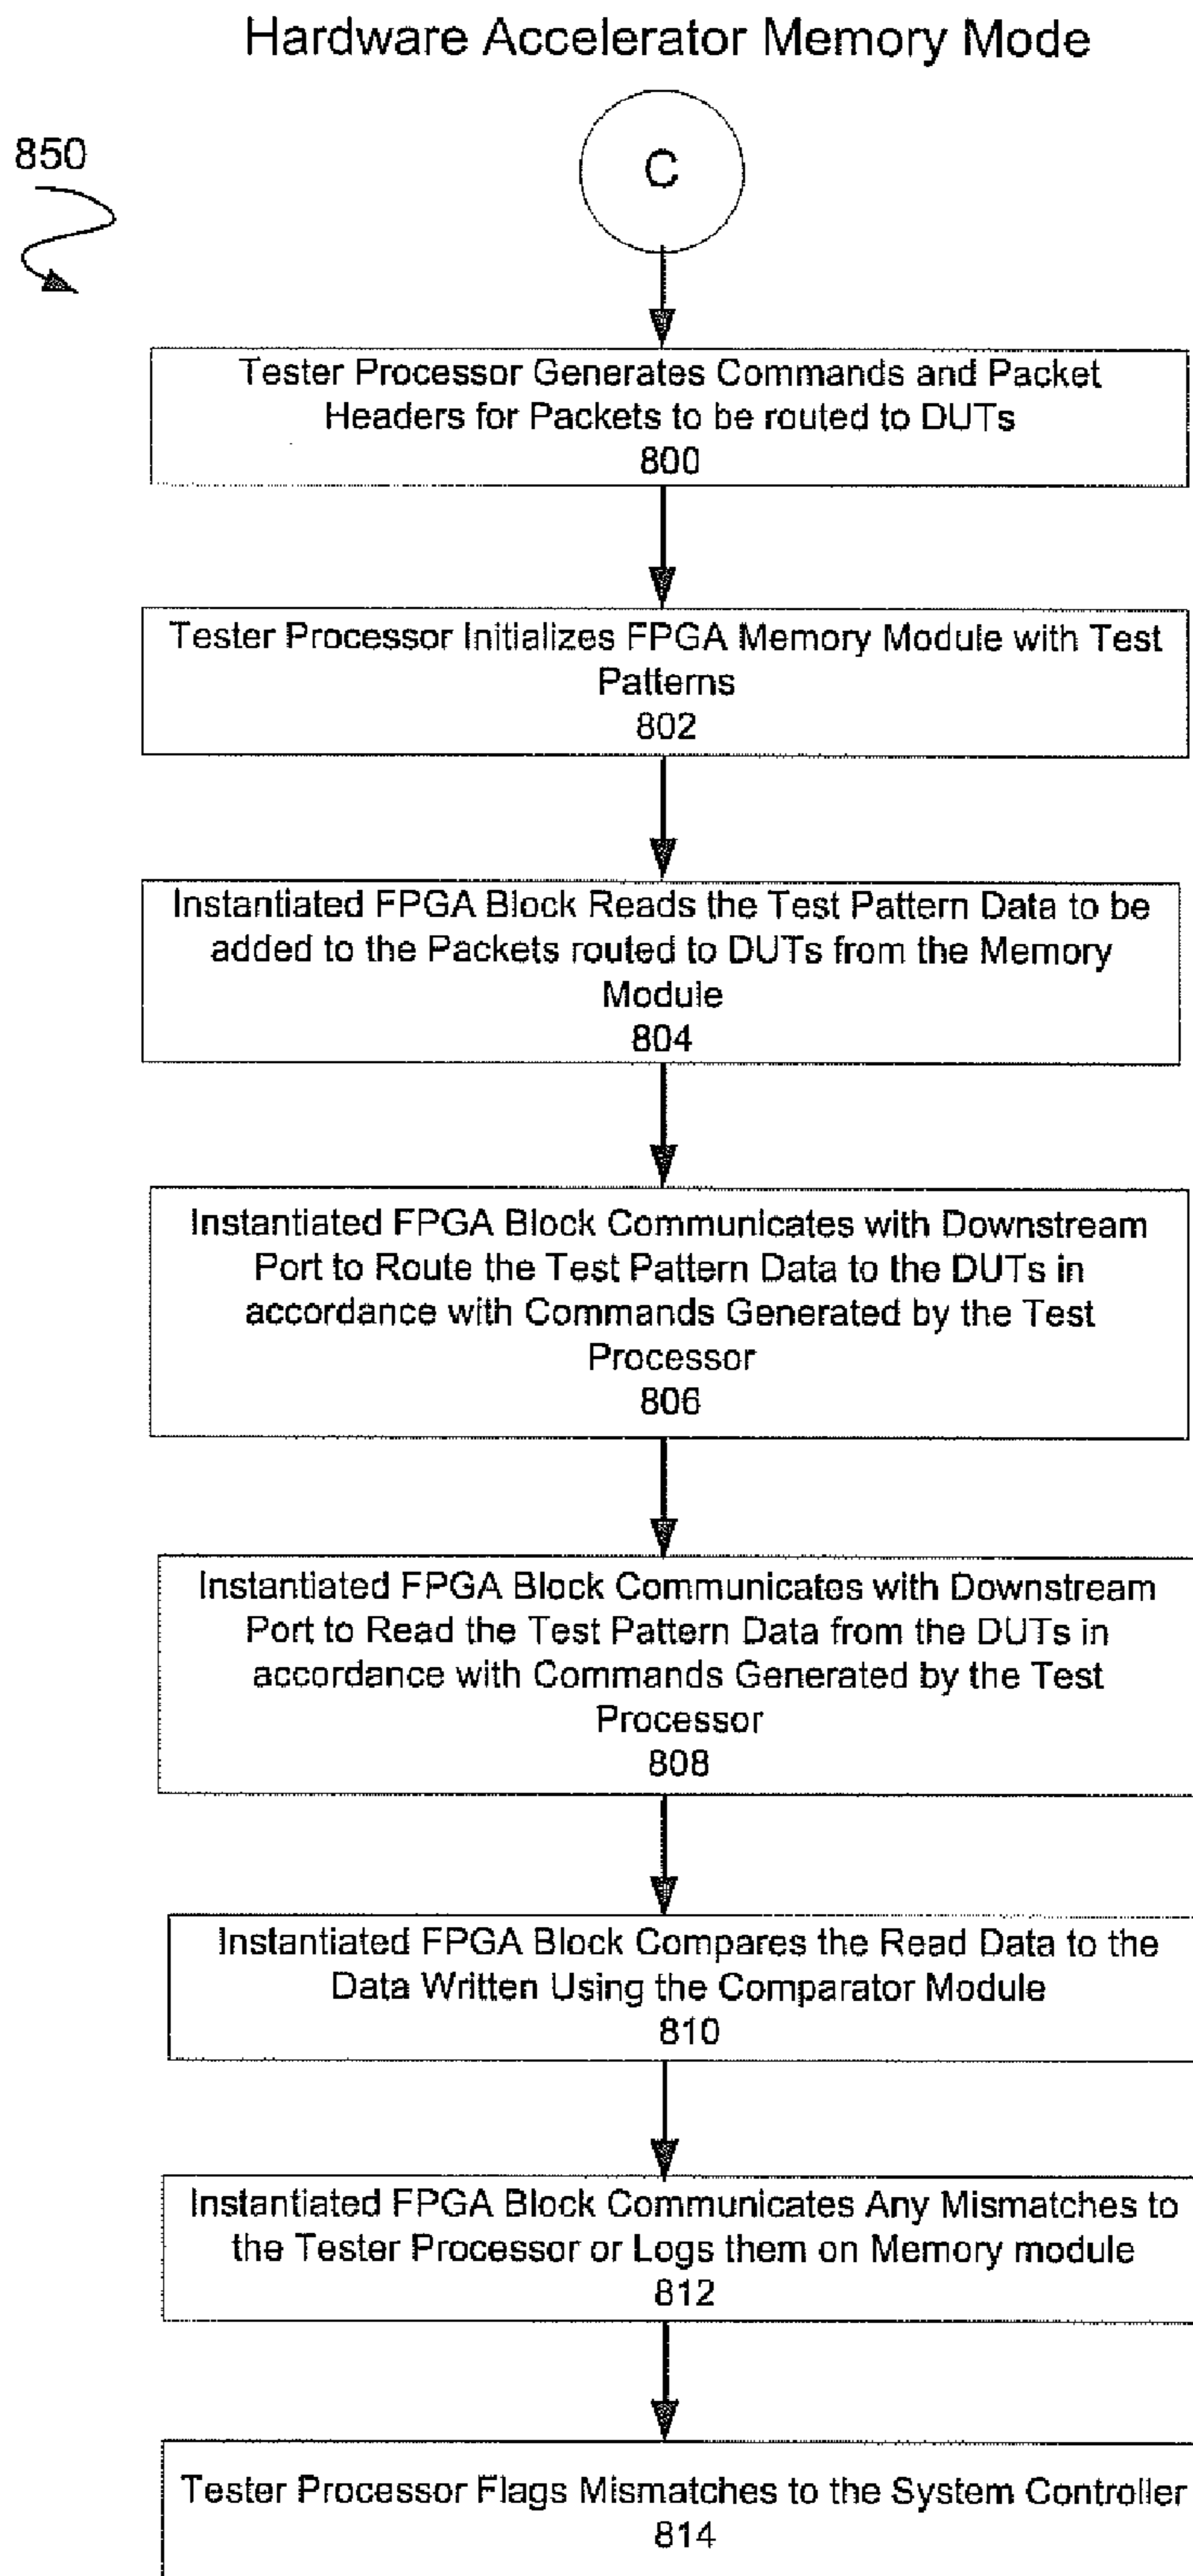 Hardware Accelerator Memory Mode
850
C
Tester Processor Generates Commands and Packet
Headers for Packets to be routed to DUTs
800
Tester Processor Initializes FPGA Memory Module with Test
Patterns
802
Instantiated FPGA Block Reads the Test Pattern Data to be
added to the Packets routed to DUTs from the Memory
Module
804
Instantiated FPGA Block Communicates with Downstream
Port to Route the Test Pattern Data to the DUTs in
accordance with Commands Generated by the Test
Processor
806
Instantiated FPGA Block Communicates with Downstream
Port to Read the Test Pattern Data from the DUTs in
accordance with Commands Generated by the Test
Processor
808
Instantiated FPGA Block Compares the Read Data to the
Data Written Using the Comparator Module
810
Instantiated FPGA Block Communicates Any Mismatches to
the Tester Processor or Logs them on Memory module
812
Tester Processor Flags Mismatches to the System Controller
814